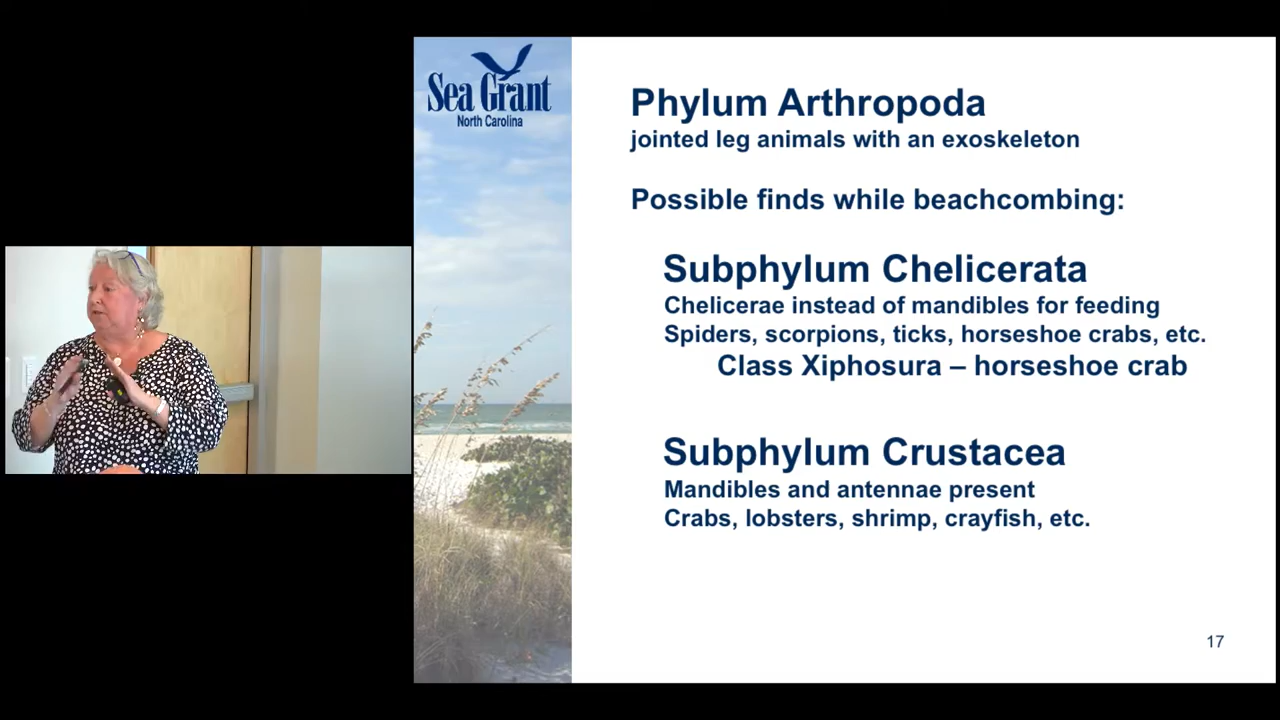 Sea Grant
North Carolina
Phylum Arthropoda
jointed leg animals with an exoskeleton
Possible finds while beachcombing:
Subphylum Chelicerata
Chelicerae instead of mandibles for feeding
Spiders, scorpions, ticks, horseshoe crabs, etc.
Class Xiphosura – horseshoe crab
Subphylum Crustacea
Mandibles and antennae present
Crabs, lobsters, shrimp, crayfish, etc.
17